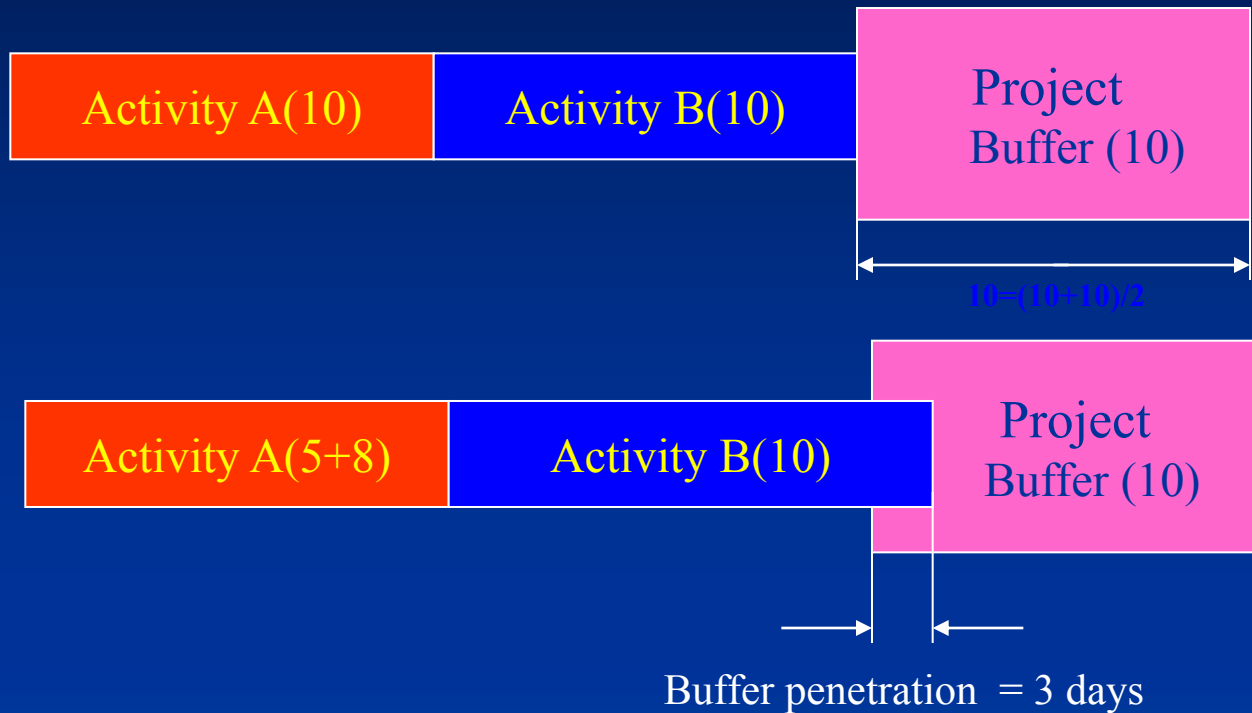 Activity A(10)
Activity B(10)
Project
Buffer (10)
10=(10+10)/2
Activity A(5+8)
Activity B(10)
Project
Buffer (10)
Buffer penetration = 3 days